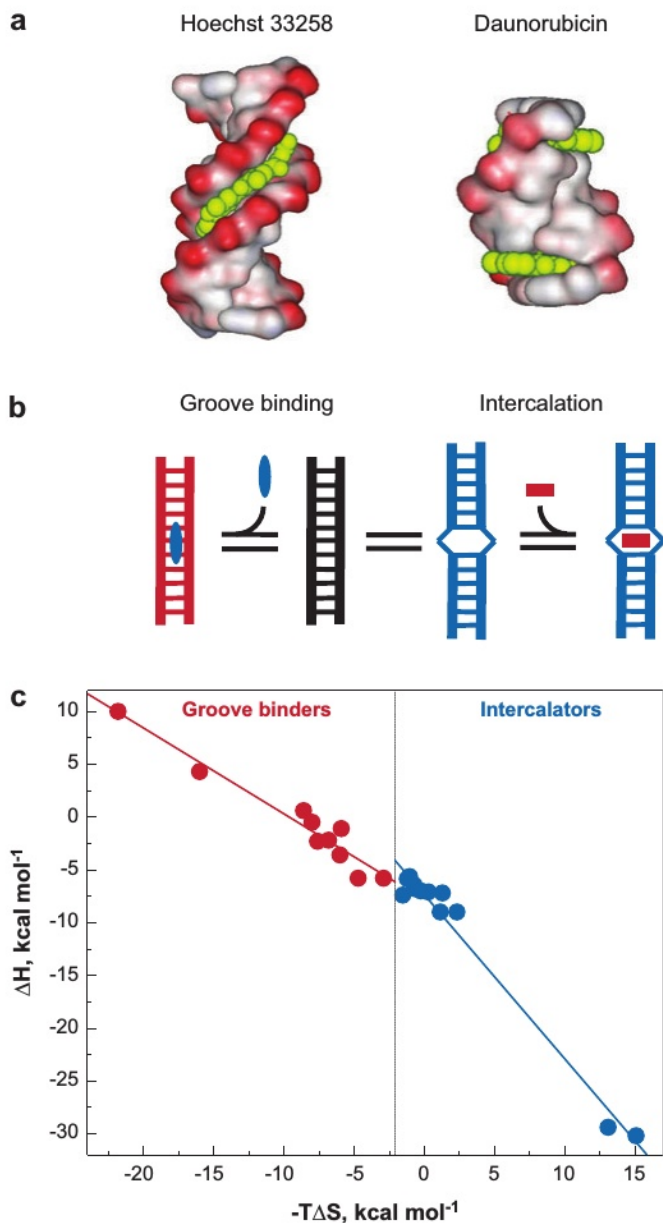 a
Hoechst 33258 Daunorubicin
b
Groove binding Intercalation
c
Groove binders Intercalators
10
5
0
-5
-10
-15
-20
-25
-30
ΔH, kcal mol⁻¹
-20 -15 -10 -5 0 5 10 15
-TΔS, kcal mol⁻¹